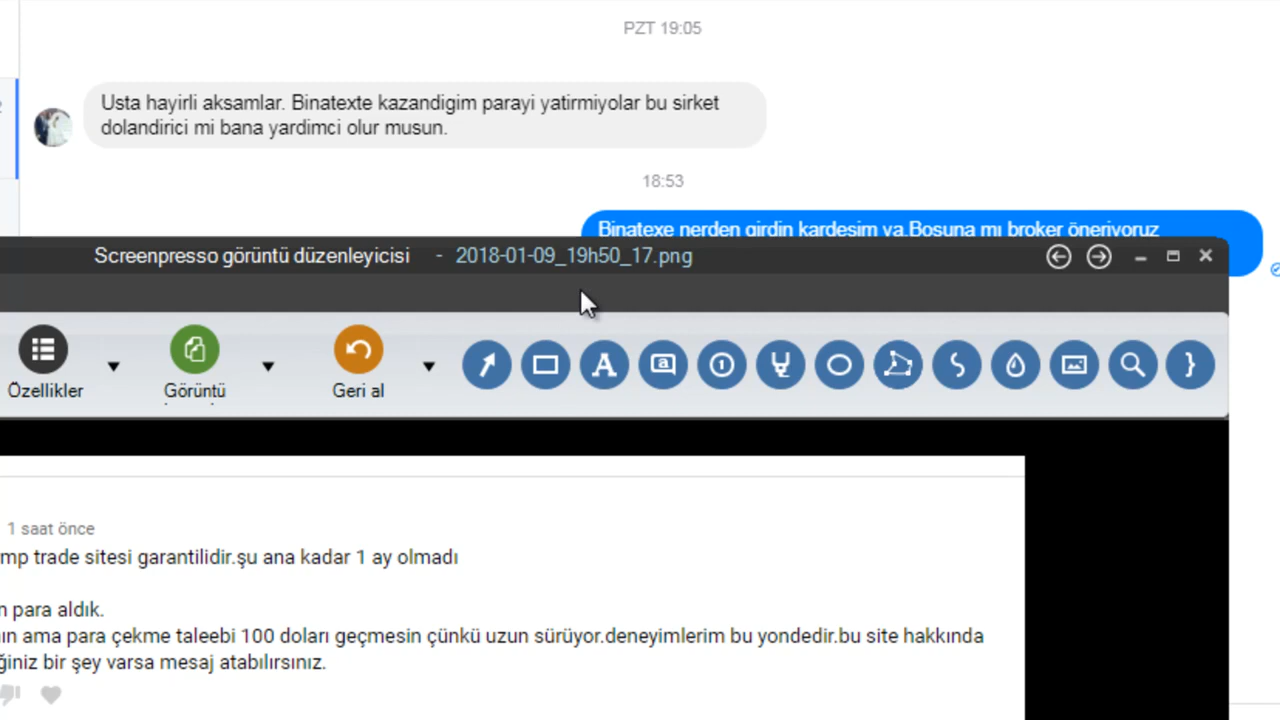 PZT 19:05
Usta hayirli aksamlar. Binatexte kazandigim parayi yatirmiyolar bu sirket
dolandirici mi bana yardimci olur musun.
18:53
Binatexe nerden girdin kardesim ya.Bosuna mı broker öneriyoruz
Screenpresso görüntü düzenleyicisi - 2018-01-09_19h50_17.png
Özellikler
Görüntü
Geri al
1 saat önce
mp trade sitesi garantilidir.şu ana kadar 1 ay olmadı
para aldık.
ama para çekme taleebi 100 doları geçmesin çünkü uzun sürüyor.deneyimlerim bu yondedir.bu site hakkında
ğiniz bir şey varsa mesaj atabılırsınız.